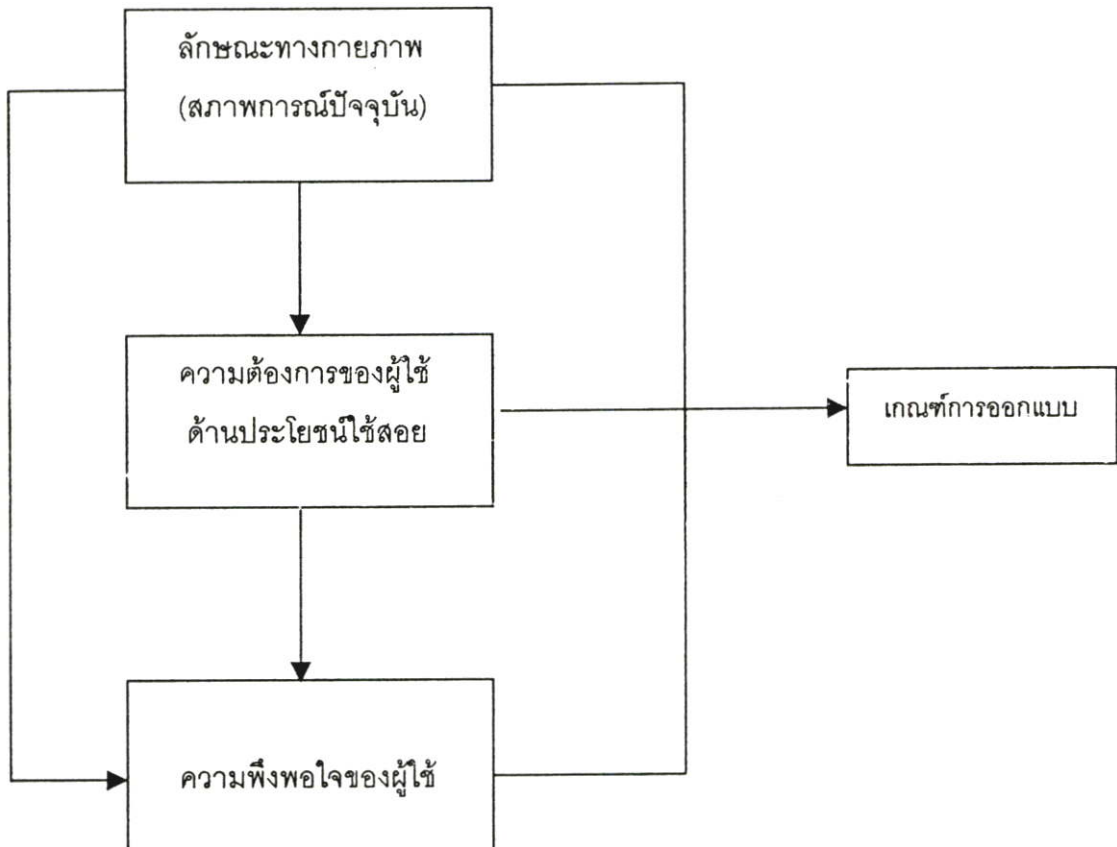 ลักษณะทางกายภาพ
(สภาพการณ์ปัจจุบัน)
ความต้องการของผู้ใช้
ด้านประโยชน์ใช้สอย
เกณฑ์การออกแบบ
ความพึงพอใจของผู้ใช้